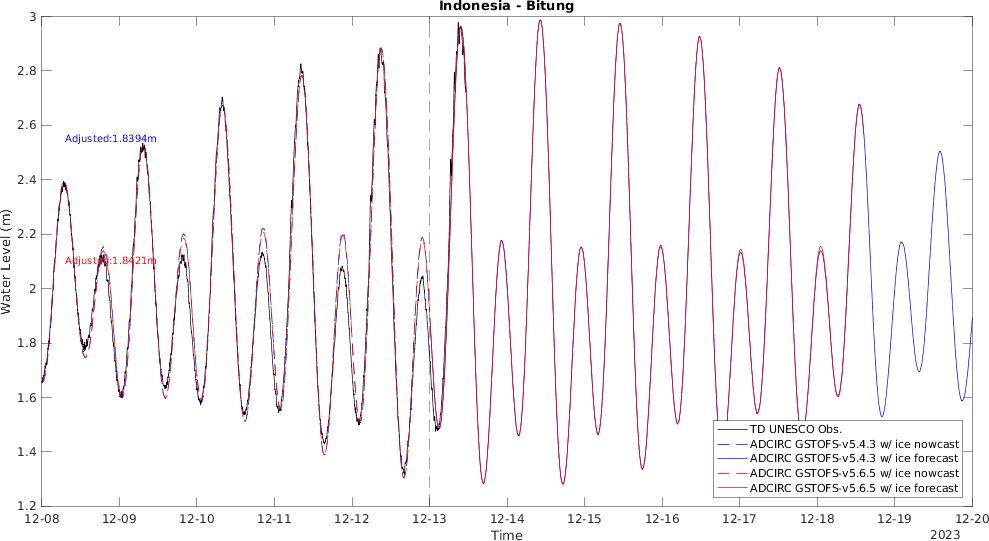 Indonesia - Bitung
3
2.8
2.6
2.4
2.2
2
1.8
1.6
1.4
1.2
Water Level (m)
Adjusted:1.8394m
Adjusted:1.8421m
TD UNESCO Obs.
ADCIRC GSTOFS-v5.4.3 w/ ice nowcast
ADCIRC GSTOFS-v5.4.3 w/ ice forecast
ADCIRC GSTOFS-v5.6.5 w/ ice nowcast
ADCIRC GSTOFS-v5.6.5 w/ ice forecast
12-08 12-09 12-10 12-11 12-12 12-13 12-14 12-15 12-16 12-17 12-18 12-19 12-20
Time
2023